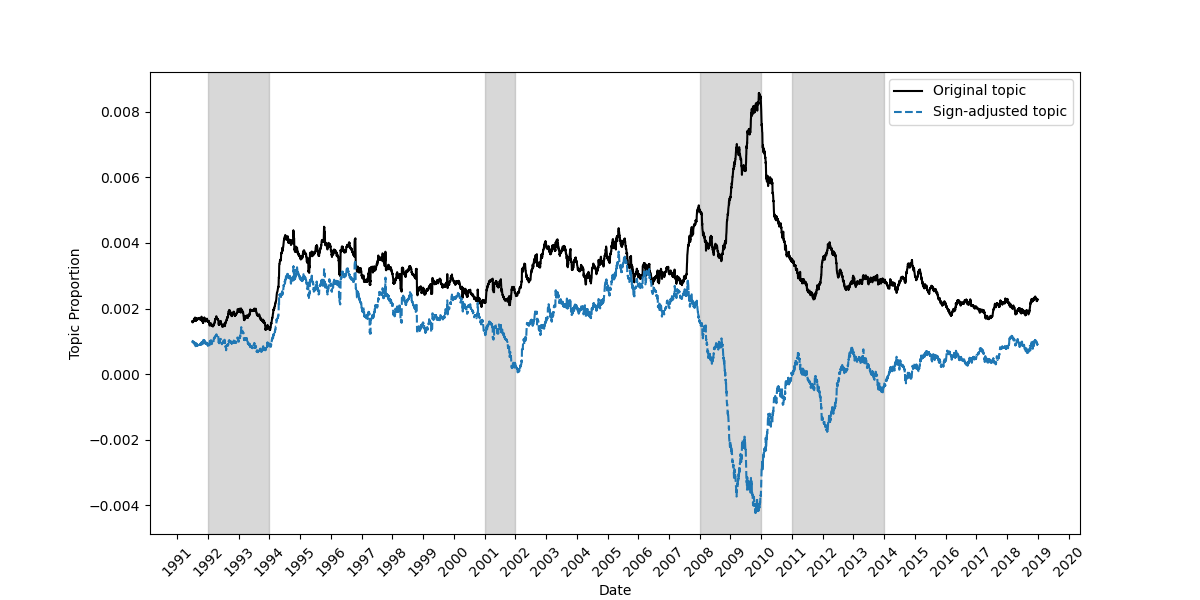 Original topic
Sign-adjusted topic
0.008
0.006
0.004
0.002
0.000
−0.002
−0.004
Topic Proportion
1991 1992 1993 1994 1995 1996 1997 1998 1999 2000 2001 2002 2003 2004 2005 2006 2007 2008 2009 2010 2011 2012 2013 2014 2015 2016 2017 2018 2019 2020
Date